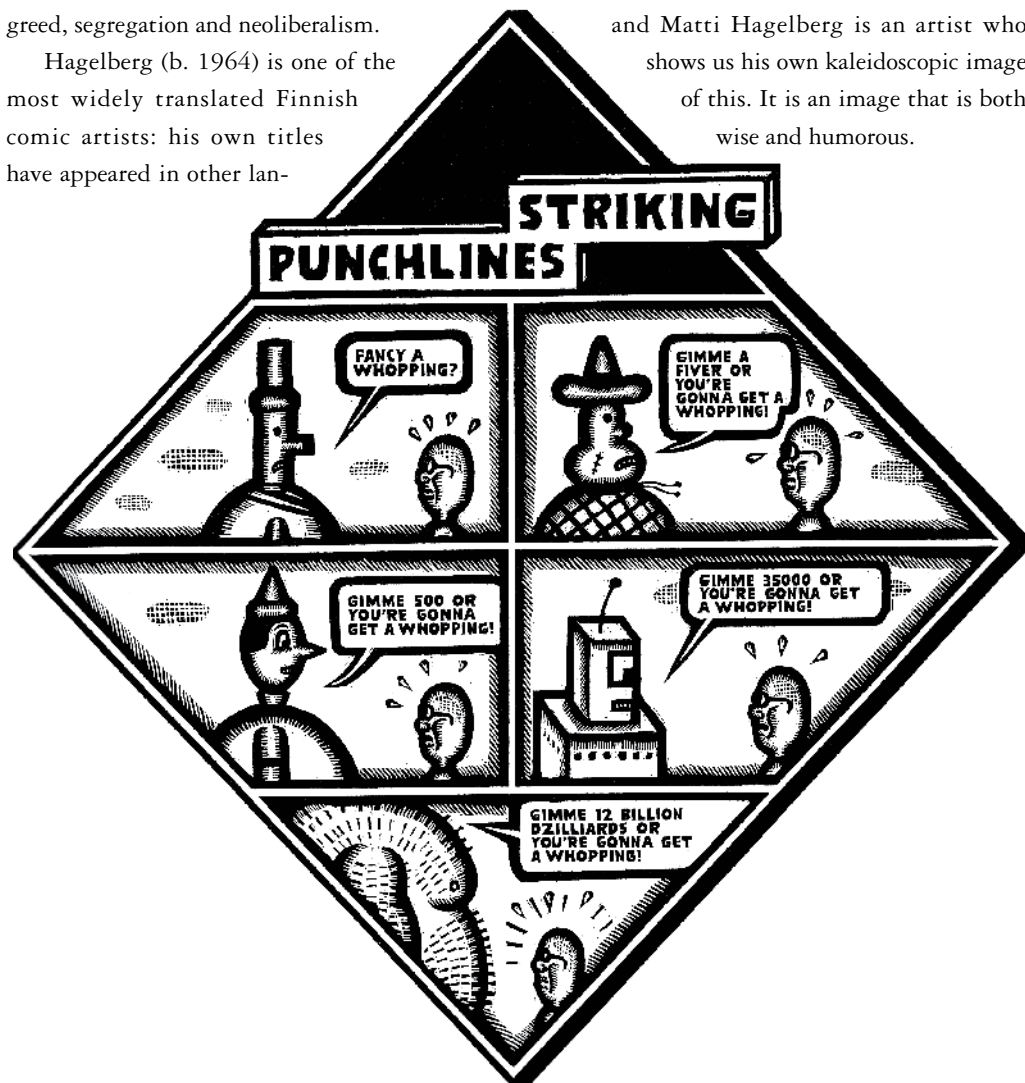 greed, segregation and neoliberalism.
Hagelberg (b. 1964) is one of the
most widely translated Finnish
comic artists: his own titles
have appeared in other lan-
and Matti Hagelberg is an artist who
shows us his own kaleidoscopic image
of this. It is an image that is both
wise and humorous.
STRIKING
PUNCHLINES
FANCY A
WHOPPING?
GIMME A
FIVER OR
YOU'RE
GONNA GET A
WHOPPING!
GIMME 500 OR
YOU'RE GONNA
GET A WHOPPING!
GIMME 35000 OR
YOU'RE GONNA GET
A WHOPPING!
GIMME 12 BILLION
DZILLIARDS OR
YOU'RE GONNA GET
A WHOPPING!